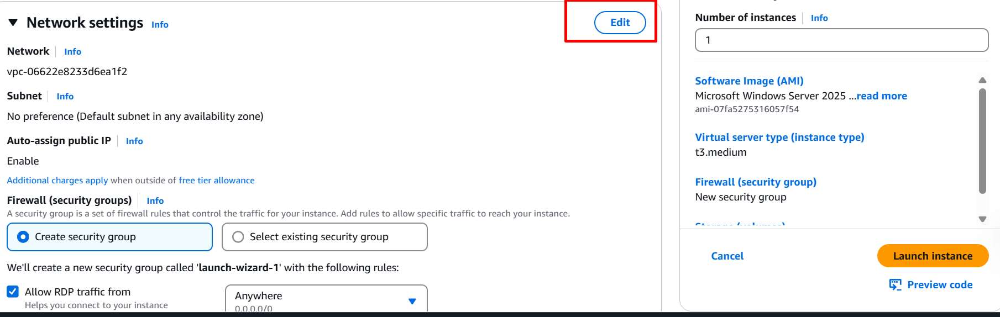 Network settings Info
Edit
Network Info
vpc-06622e8233d6ea1f2
Subnet Info
No preference (Default subnet in any availability zone)
Auto-assign public IP Info
Enable
Additional charges apply when outside of free tier allowance
Firewall (security groups) Info
A security group is a set of firewall rules that control the traffic for your instance. Add rules to allow specific traffic to reach your instance.
Create security group
Select existing security group
We'll create a new security group called 'launch-wizard-1' with the following rules:
Allow RDP traffic from
Helps you connect to your instance
Anywhere
0.0.0.0/0
Number of instances Info
1
Software Image (AMI)
Microsoft Windows Server 2025 ...read more
ami-07fa5275316057f54
Virtual server type (instance type)
t3.medium
Firewall (security group)
New security group
Storage (volumes)
Cancel
Launch instance
Preview code